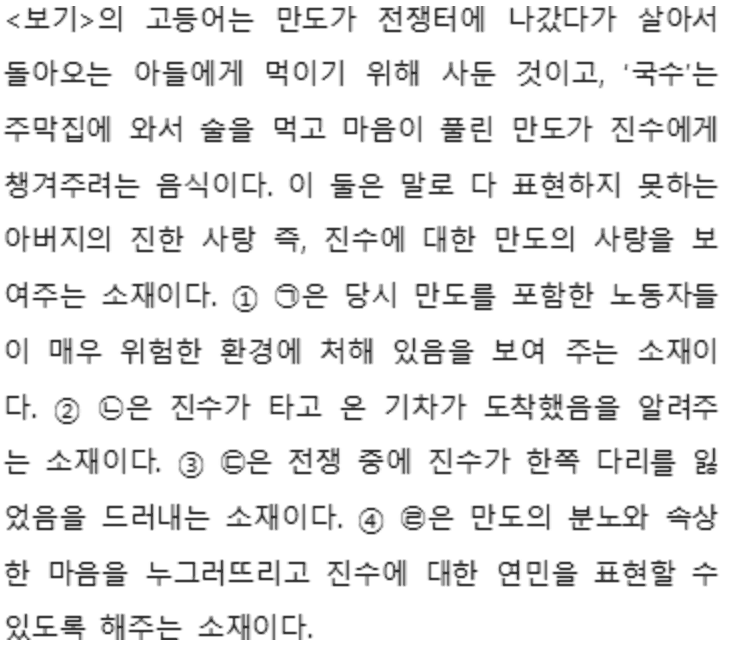 <보기>의 고등어는 만도가 전쟁터에 나갔다가 살아서
돌아오는 아들에게 먹이기 위해 사둔 것이고, ‘국수’는
주막집에 와서 술을 먹고 마음이 풀린 만도가 진수에게
챙겨주려는 음식이다. 이 둘은 말로 다 표현하지 못하는
아버지의 진한 사랑 즉, 진수에 대한 만도의 사랑을 보
여주는 소재이다. ① ㉠은 당시 만도를 포함한 노동자들
이 매우 위험한 환경에 처해 있음을 보여 주는 소재이
다. ② ㉡은 진수가 타고 온 기차가 도착했음을 알려주
는 소재이다. ③ ㉢은 전쟁 중에 진수가 한쪽 다리를 잃
었음을 드러내는 소재이다. ④ ㉣은 만도의 분노와 속상
한 마음을 누그러뜨리고 진수에 대한 연민을 표현할 수
있도록 해주는 소재이다.